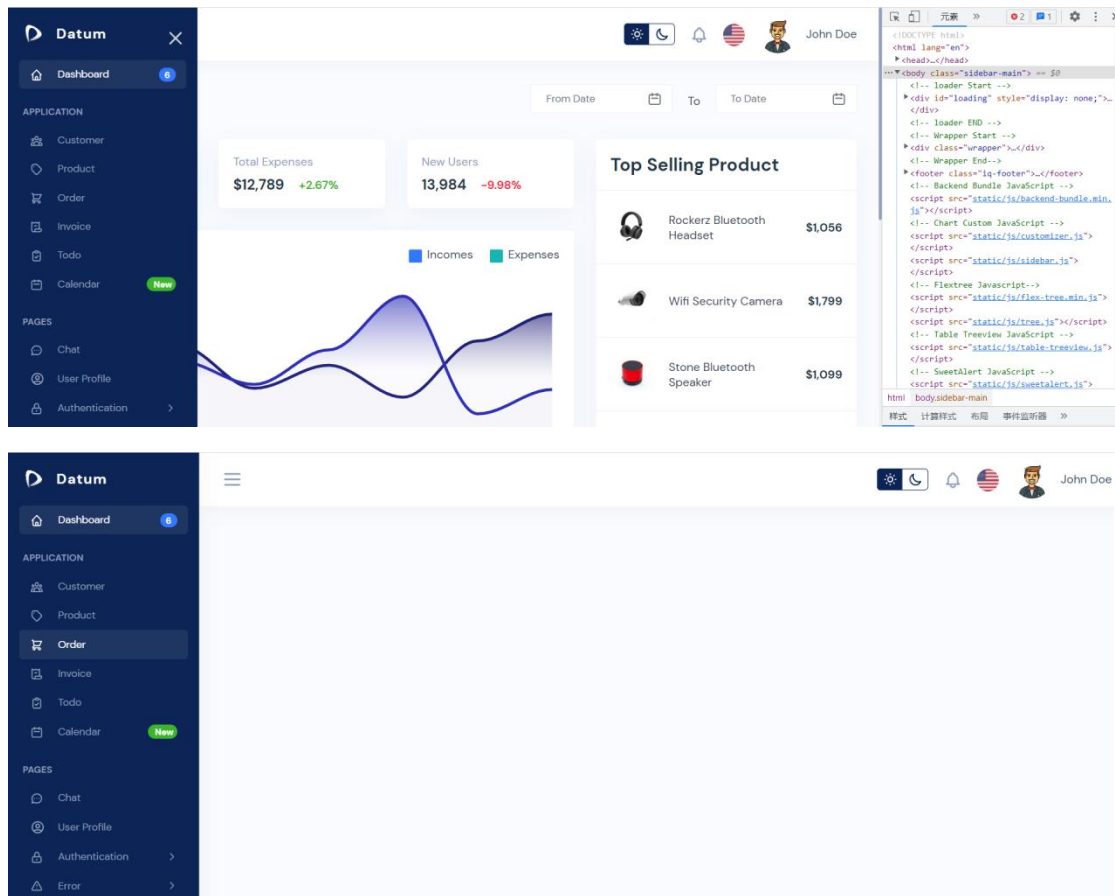 Datum
John Doe
Dashboard 6
From Date To To Date
APPLICATION
Customer
Product
Order
Invoice
Todo
Calendar New
PAGES
Chat
User Profile
Authentication
Total Expenses
$12,789 +2.67%
New Users
13,984 -9.98%
Incomes Expenses
Top Selling Product
Rockerz Bluetooth
Headset
$1,056
Wifi Security Camera $1,799
Stone Bluetooth
Speaker
$1,099
元素 » 2 1
<!DOCTYPE html>
<html lang="en">
<head>…</head>
<body class="sidebar-main"> == $0
<!-- loader Start -->
<div id="loading" style="display: none;">…
</div>
<!-- loader END -->
<!-- Wrapper Start -->
<div class="wrapper">…</div>
<!-- Wrapper End-->
<footer class="iq-footer">…</footer>
<!-- Backend Bundle JavaScript -->
<script src="static/js/backend-bundle.min.
js"></script>
<!-- Chart Custom JavaScript -->
<script src="static/js/customizer.js">
</script>
<script src="static/js/sidebar.js">
</script>
<!-- Flextree Javascript-->
<script src="static/js/flex-tree.min.js">
</script>
<script src="static/js/tree.js"></script>
<!-- Table Treeview JavaScript -->
<script src="static/js/table-treeview.js">
</script>
<!-- SweetAlert JavaScript -->
<script src="static/js/sweetalert.js">
html body.sidebar-main
样式 计算样式 布局 事件监听器 »
Datum
John Doe
Dashboard 6
APPLICATION
Customer
Product
Order
Invoice
Todo
Calendar New
PAGES
Chat
User Profile
Authentication
Error